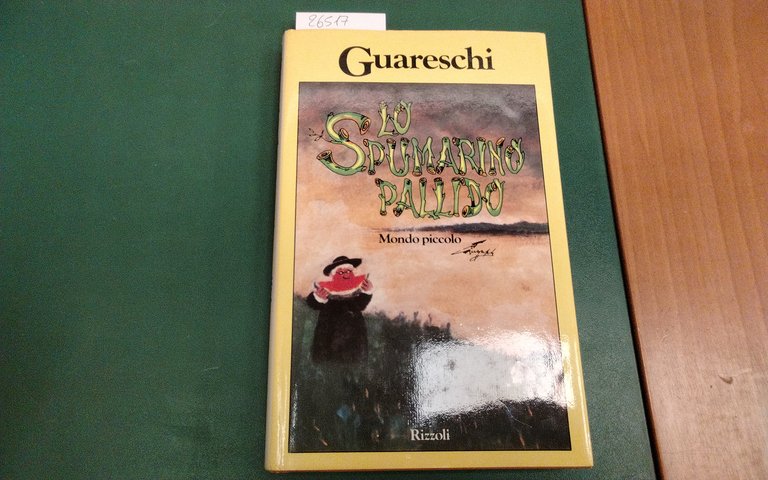 26517
Guareschi
LO
SPUMARINO
PALLIDO
Mondo piccolo
Rizzoli